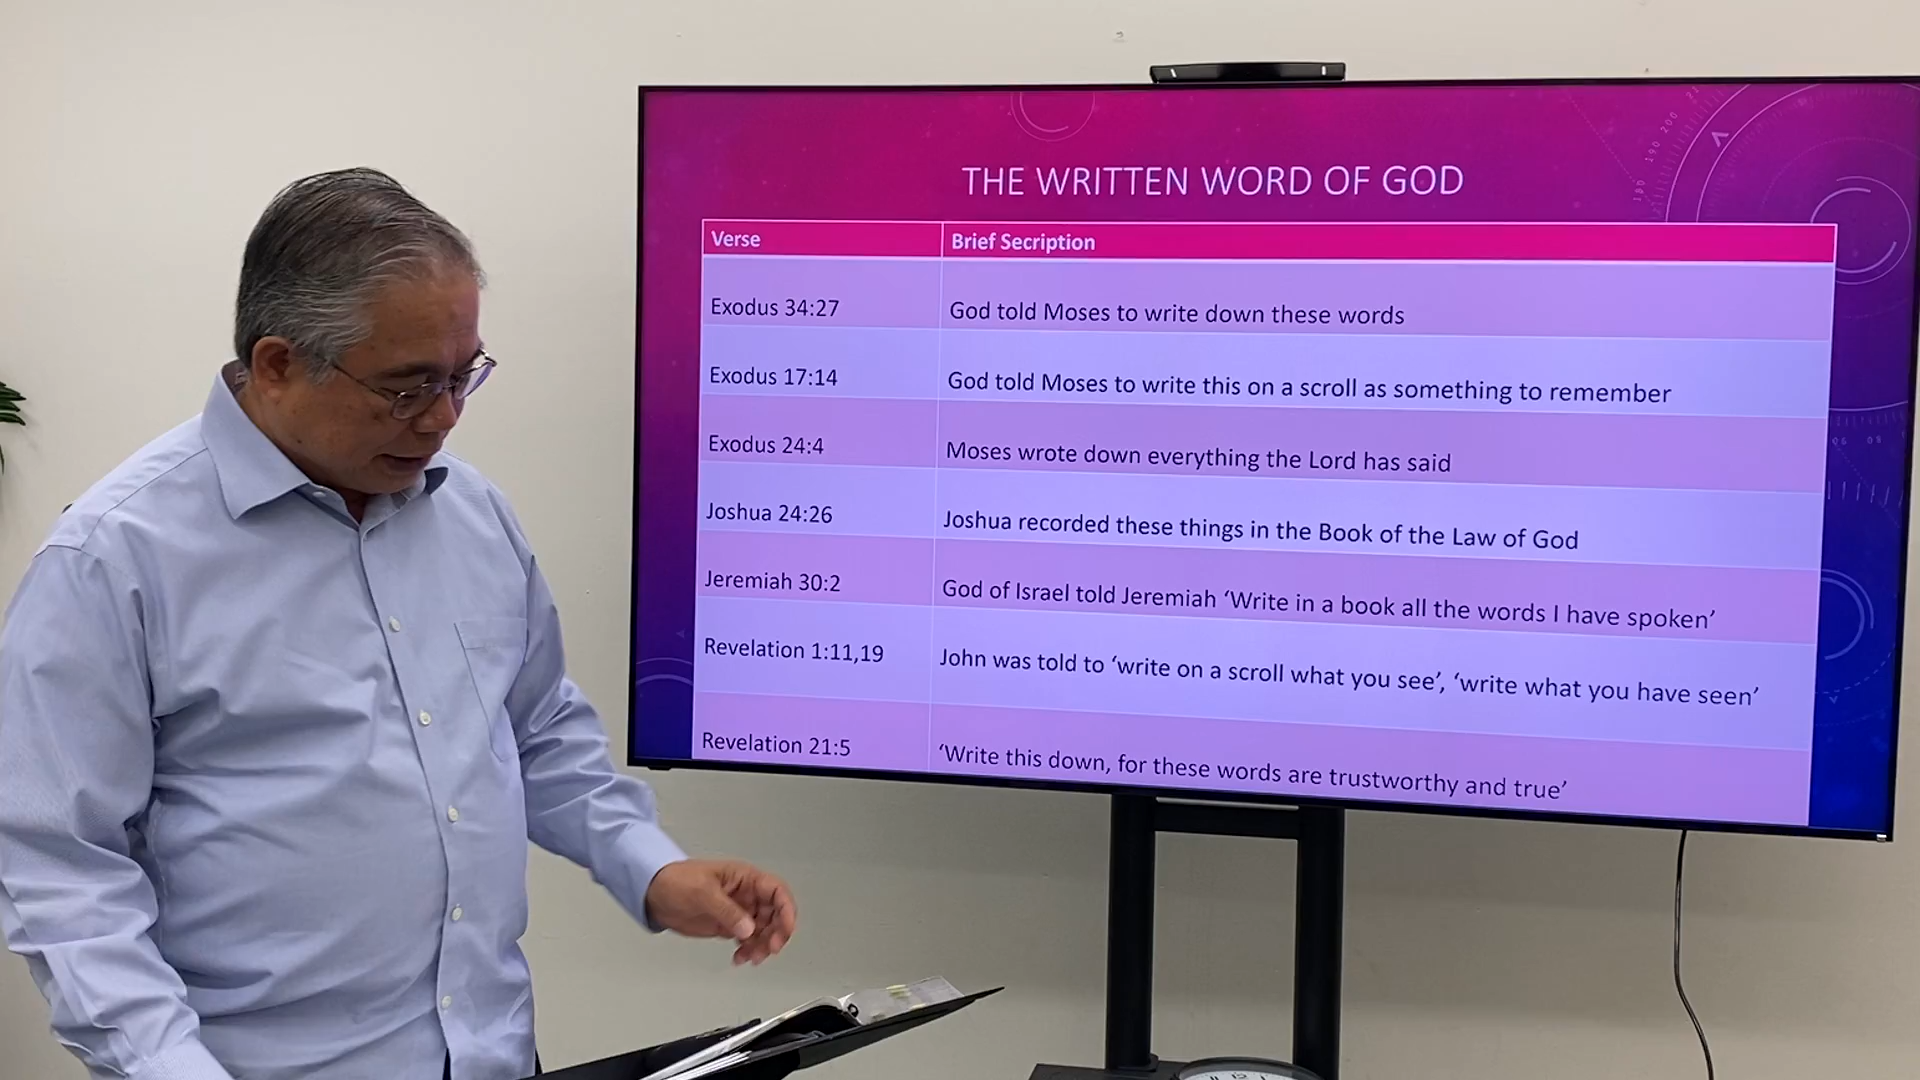 THE WRITTEN WORD OF GOD
Verse Brief Secription
Exodus 34:27 God told Moses to write down these words
Exodus 17:14 God told Moses to write this on a scroll as something to remember
Exodus 24:4 Moses wrote down everything the Lord has said
Joshua 24:26 Joshua recorded these things in the Book of the Law of God
Jeremiah 30:2 God of Israel told Jeremiah ‘Write in a book all the words I have spoken’
Revelation 1:11,19 John was told to ‘write on a scroll what you see’, ‘write what you have seen’
Revelation 21:5 ‘Write this down, for these words are trustworthy and true’